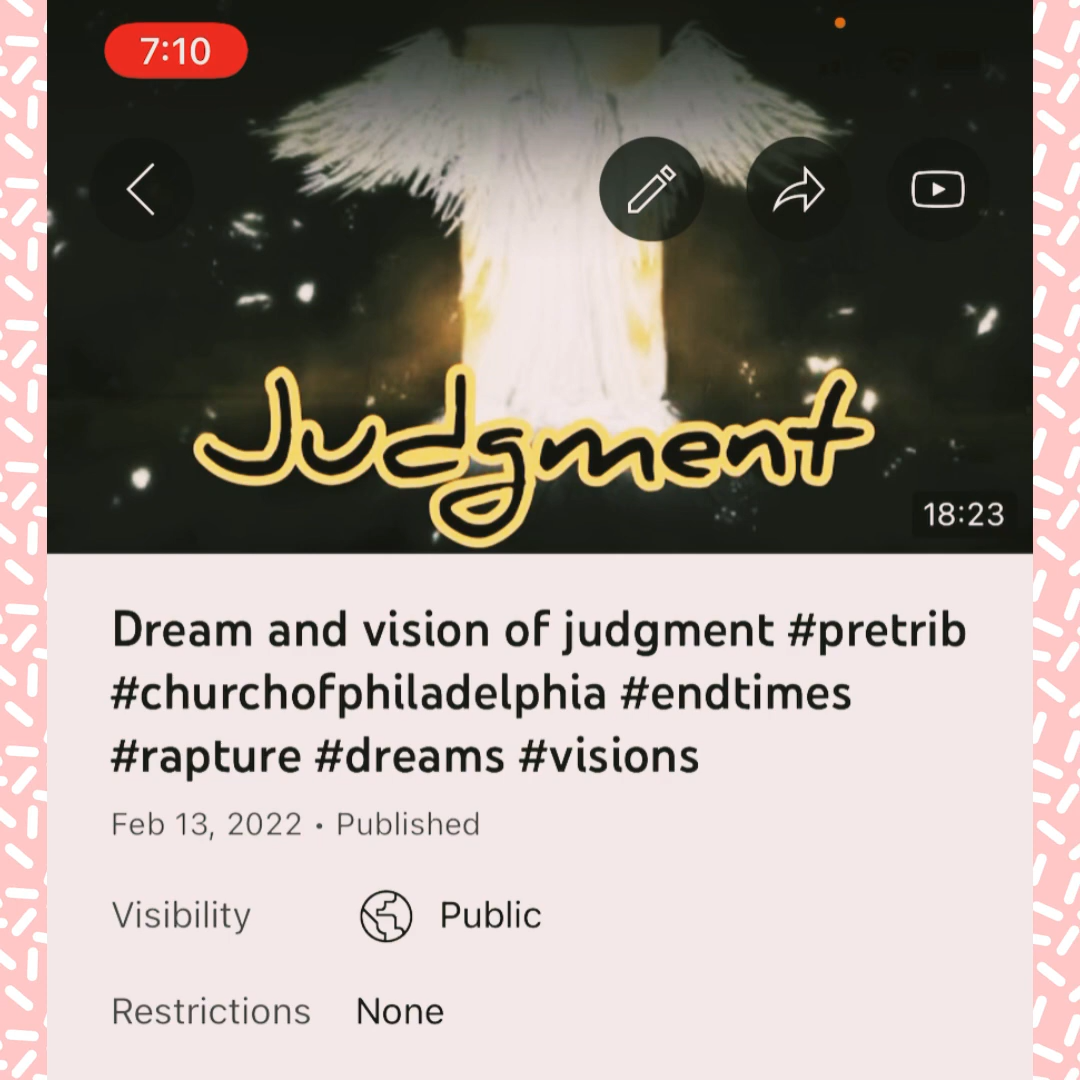 7:10
Judgment
18:23
Dream and vision of judgment #pretrib
#churchofphiladelphia #endtimes
#rapture #dreams #visions
Feb 13, 2022 • Published
Visibility Public
Restrictions None